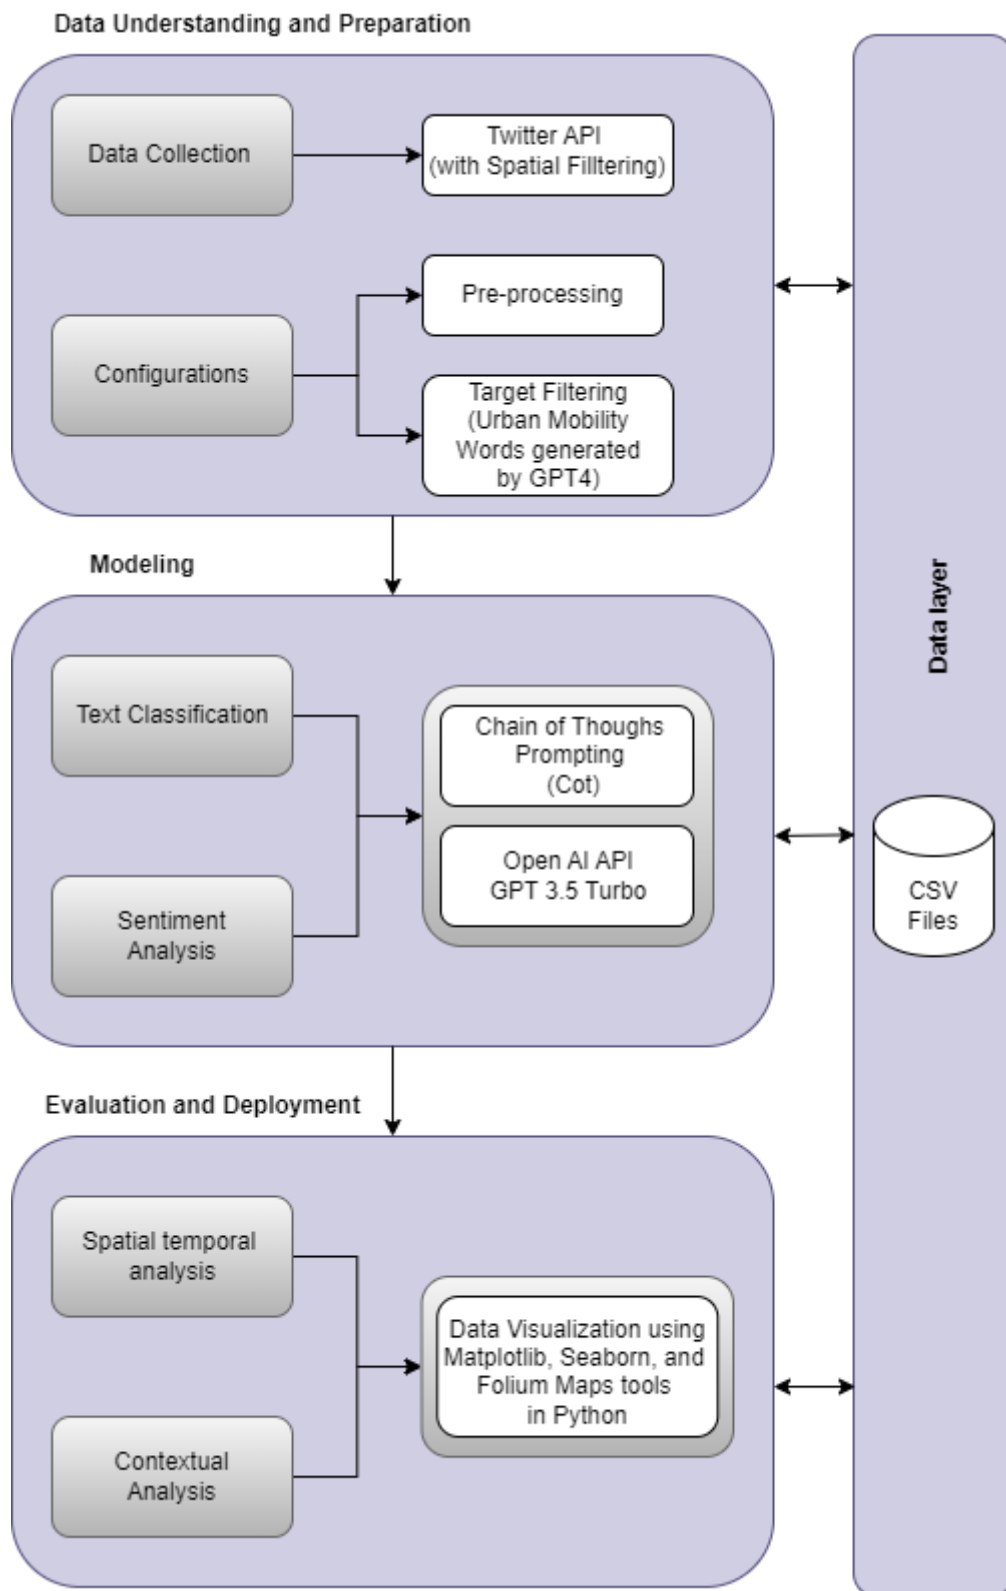 Data Understanding and Preparation
Data Collection
Twitter API
(with Spatial Filltering)
Pre-processing
Configurations
Target Filtering
(Urban Mobility
Words generated
by GPT4)
Modeling
Text Classification
Chain of Thoughs
Prompting
(Cot)
Open AI API
GPT 3.5 Turbo
Sentiment
Analysis
Evaluation and Deployment
Spatial temporal
analysis
Data Visualization using
Matplotlib, Seaborn, and
Folium Maps tools
in Python
Contextual
Analysis
Data layer
CSV
Files